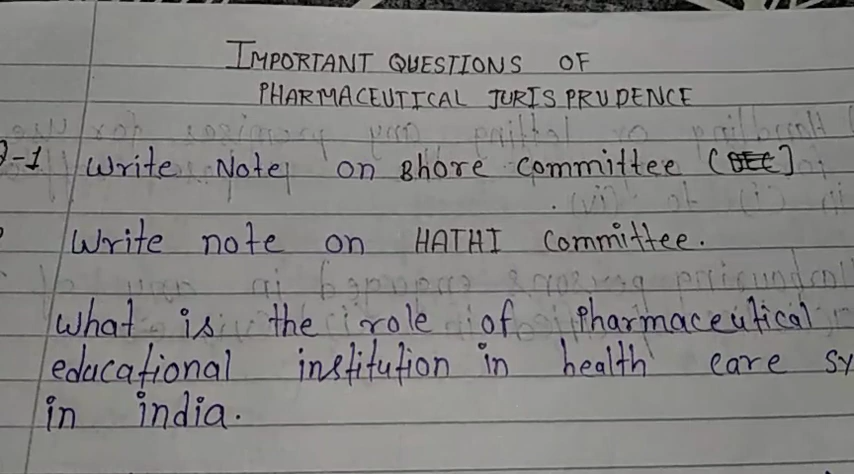 IMPORTANT QUESTIONS OF
PHARMACEUTICAL JURISPRUDENCE
Q-1 Write Note on Bhore committee
Write note on HATHI committee.
What is the role of Pharmaceutical
educational institution in health care sy
in india.